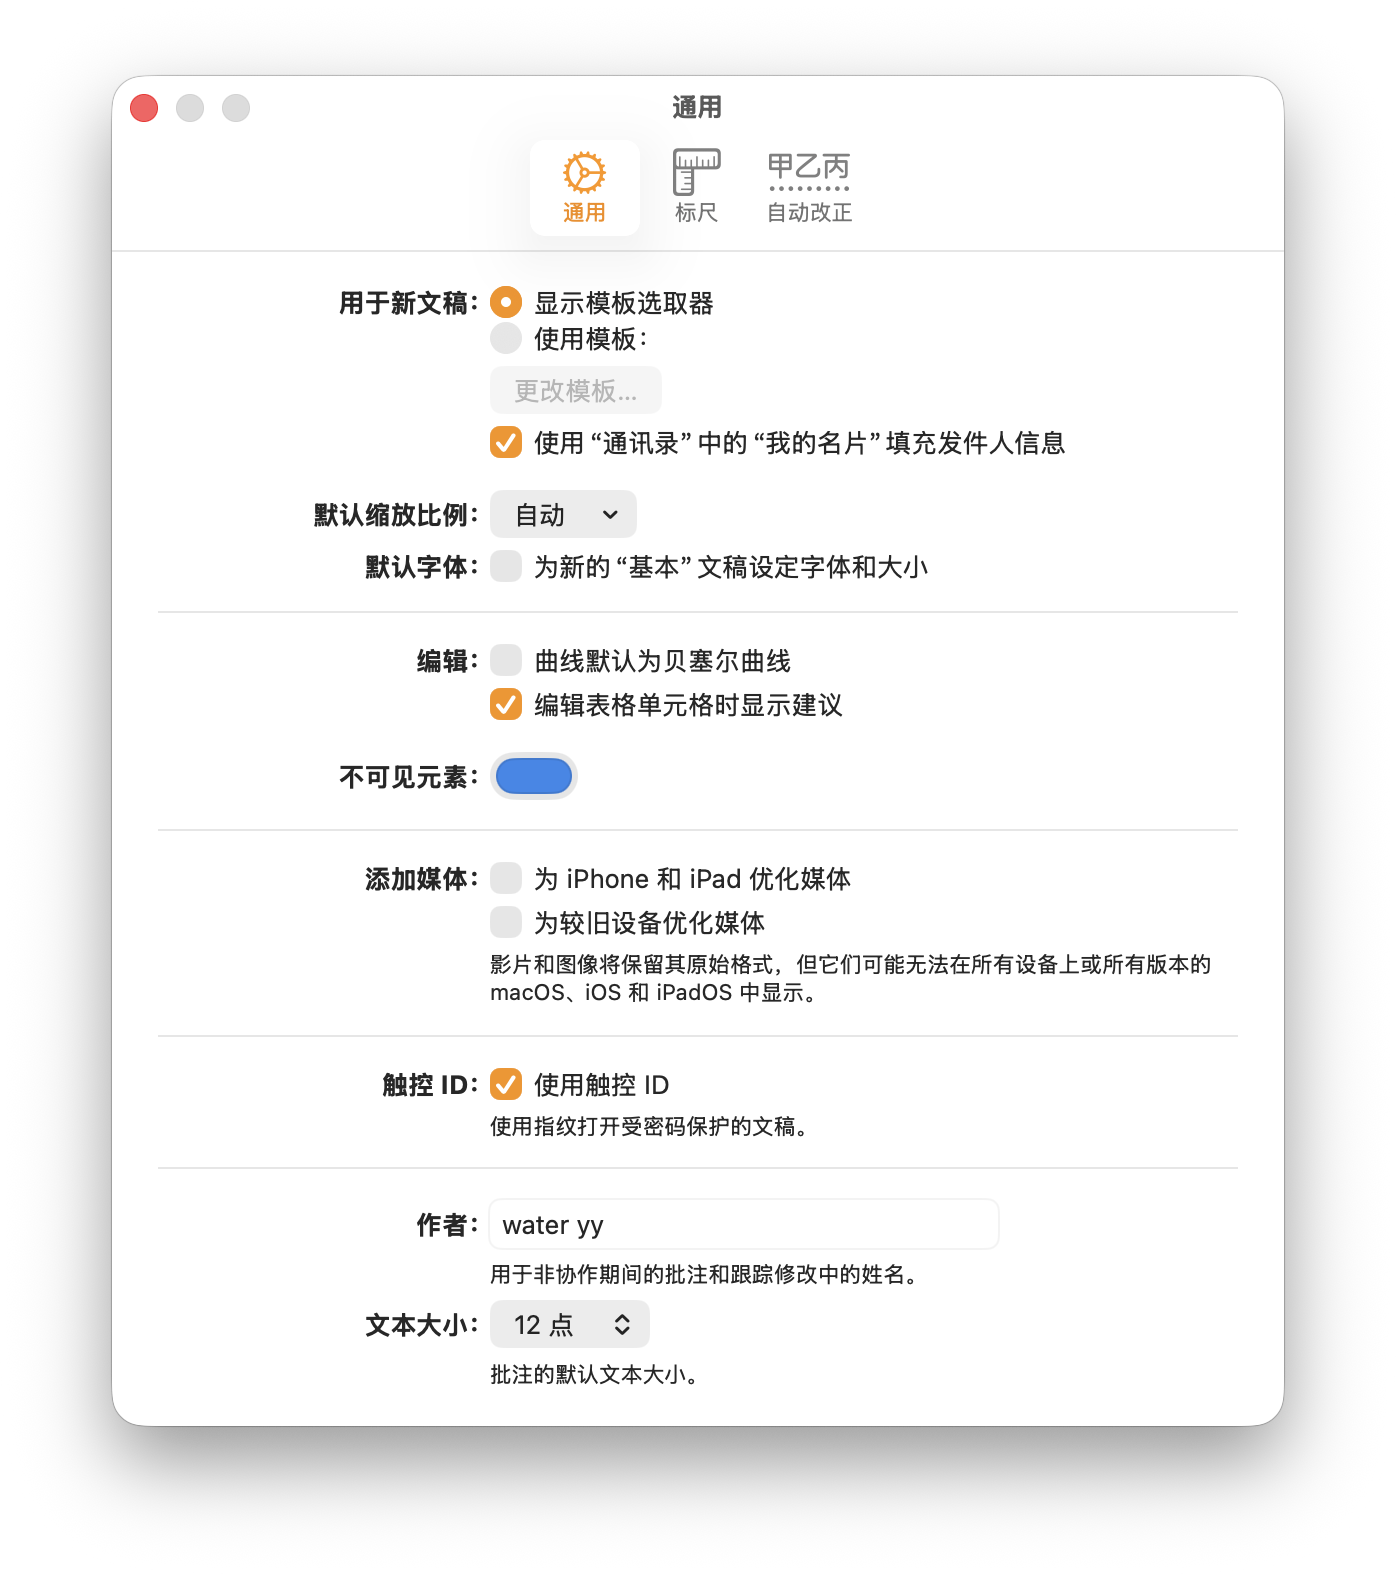 通用
通用
标尺
甲乙丙
自动改正
用于新文稿：
显示模板选取器
使用模板：
更改模板...
使用“通讯录”中的“我的名片”填充发件人信息
默认缩放比例：
自动
默认字体：
为新的“基本”文稿设定字体和大小
编辑：
曲线默认为贝塞尔曲线
编辑表格单元格时显示建议
不可见元素：
添加媒体：
为 iPhone 和 iPad 优化媒体
为较旧设备优化媒体
影片和图像将保留其原始格式，但它们可能无法在所有设备上或所有版本的
macOS、iOS 和 iPadOS 中显示。
触控 ID：
使用触控 ID
使用指纹打开受密码保护的文稿。
作者：
water yy
用于非协作期间的批注和跟踪修改中的姓名。
文本大小：
12 点
批注的默认文本大小。